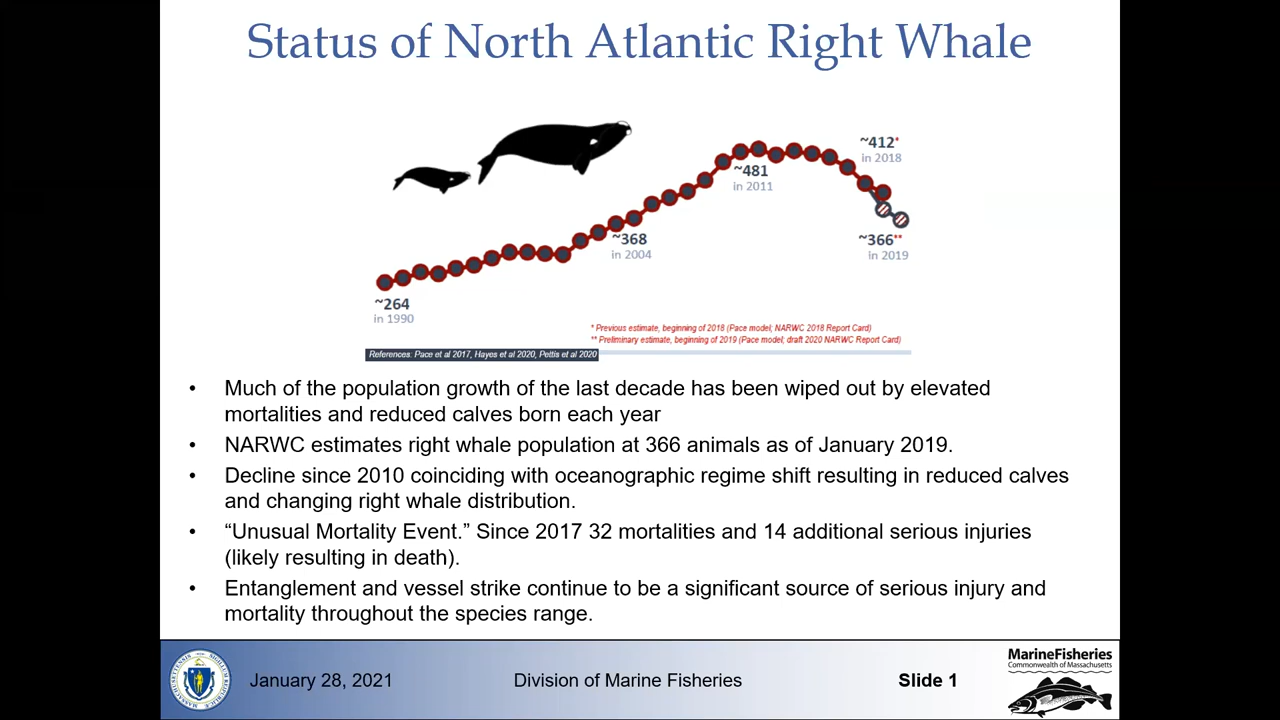 Status of North Atlantic Right Whale
~412*
in 2018
~481
in 2011
~368
in 2004
~366**
in 2019
~264
in 1990
* Previous estimate, beginning of 2018 (Pace model; NARWC 2018 Report Card)
** Preliminary estimate, beginning of 2019 (Pace model; draft 2020 NARWC Report Card)
References: Pace et al 2017, Hayes et al 2020, Pettis et al 2020
• Much of the population growth of the last decade has been wiped out by elevated
mortalities and reduced calves born each year
• NARWC estimates right whale population at 366 animals as of January 2019.
• Decline since 2010 coinciding with oceanographic regime shift resulting in reduced calves
and changing right whale distribution.
• “Unusual Mortality Event.” Since 2017 32 mortalities and 14 additional serious injuries
(likely resulting in death).
• Entanglement and vessel strike continue to be a significant source of serious injury and
mortality throughout the species range.
January 28, 2021
Division of Marine Fisheries
Slide 1
MarineFisheries
Commonwealth of Massachusetts